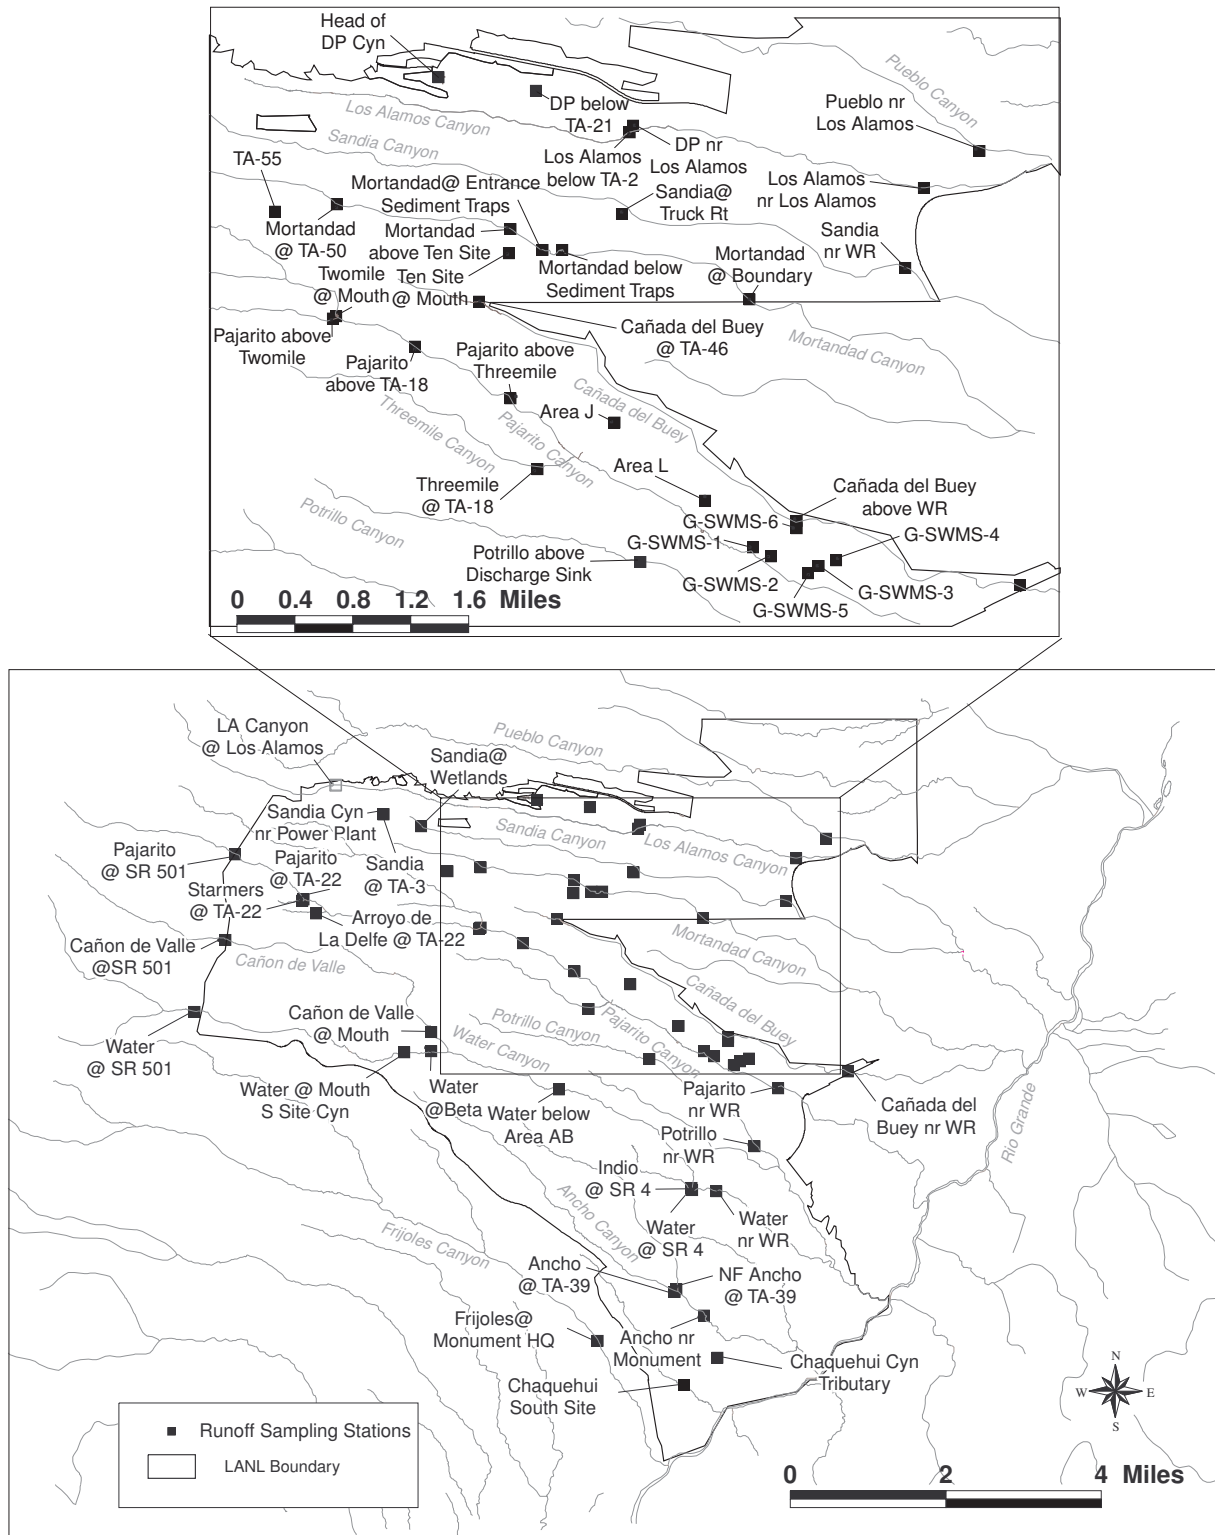 Head of
DP Cyn
Pueblo Canyon
DP below
TA-21
Pueblo nr
Los Alamos
Los Alamos Canyon
Sandia Canyon
DP nr
Los Alamos
Los Alamos
below TA-2
TA-55
Mortandad@ Entrance
Sediment Traps
Sandia@
Truck Rt
Los Alamos
nr Los Alamos
Mortandad
@ TA-50
Mortandad
above Ten Site
Sandia
nr WR
Ten Site
@ Mouth
Mortandad below
Sediment Traps
Mortandad
@ Boundary
Twomile
@ Mouth
Pajarito above
Twomile
Cañada del Buey
@ TA-46
Mortandad Canyon
Pajarito
above TA-18
Pajarito above
Threemile
Threemile Canyon
Cañada del Buey
Area J
Pajarito Canyon
Area L
Threemile
@ TA-18
Cañada del Buey
above WR
Potrillo Canyon
G-SWMS-6
G-SWMS-4
G-SWMS-1
Potrillo above
Discharge Sink
G-SWMS-2
G-SWMS-3
G-SWMS-5
0 0.4 0.8 1.2 1.6 Miles
LA Canyon
@ Los Alamos
Pueblo Canyon
Sandia@
Wetlands
Sandia Cyn
nr Power Plant
Sandia Canyon
Los Alamos Canyon
Pajarito
@ SR 501
Pajarito
@ TA-22
Sandia
@ TA-3
Starmers
@ TA-22
Arroyo de
La Delfe @ TA-22
Cañon de Valle
@SR 501
Cañon de Valle
Mortandad Canyon
Cañada del Buey
Cañon de Valle
@ Mouth
Potrillo Canyon
Pajarito Canyon
Water Canyon
Water
@ SR 501
Water @ Mouth
S Site Cyn
Water
@Beta
Water below
Area AB
Pajarito
nr WR
Cañada del
Buey nr WR
Rio Grande
Potrillo
nr WR
Indio
@ SR 4
Ancho Canyon
Water
@ SR 4
Water
nr WR
Frijoles Canyon
Ancho
@ TA-39
NF Ancho
@ TA-39
Frijoles@
Monument HQ
Ancho nr
Monument
Chaquehui Cyn
Tributary
Chaquehui
South Site
N
W E
S
Runoff Sampling Stations
LANL Boundary
0 2 4 Miles